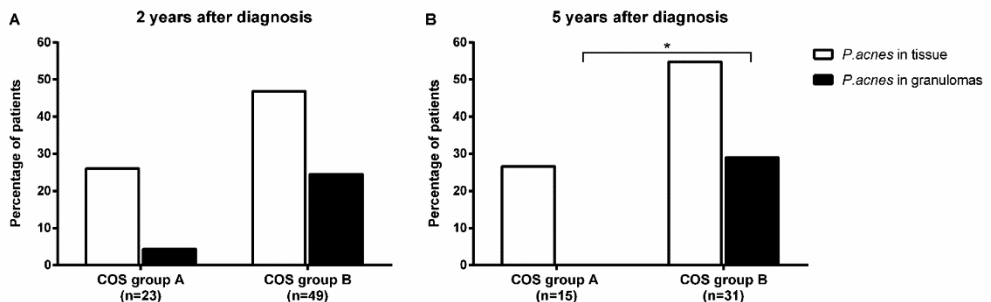 A
2 years after diagnosis
Percentage of patients
60
50
40
30
20
10
0
COS group A
(n=23)
COS group B
(n=49)
B
5 years after diagnosis
Percentage of patients
60
50
40
30
20
10
0
*
COS group A
(n=15)
COS group B
(n=31)
P.acnes in tissue
P.acnes in granulomas